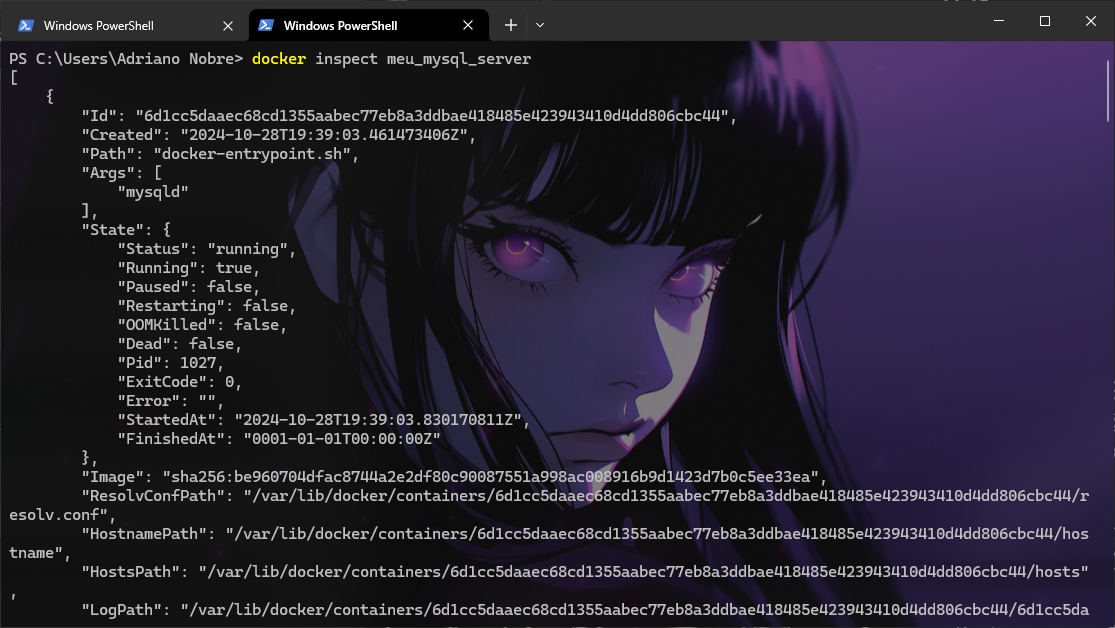 Windows PowerShell
Windows PowerShell
PS C:\Users\Adriano Nobre> docker inspect meu_mysql_server
[
    {
        "Id": "6d1cc5daaec68cd1355aabec77eb8a3ddbae418485e423943410d4dd806cbc44",
        "Created": "2024-10-28T19:39:03.461473406Z",
        "Path": "docker-entrypoint.sh",
        "Args": [
            "mysqld"
        ],
        "State": {
            "Status": "running",
            "Running": true,
            "Paused": false,
            "Restarting": false,
            "OOMKilled": false,
            "Dead": false,
            "Pid": 1027,
            "ExitCode": 0,
            "Error": "",
            "StartedAt": "2024-10-28T19:39:03.830170811Z",
            "FinishedAt": "0001-01-01T00:00:00Z"
        },
        "Image": "sha256:be960704dfac8744a2e2df80c90087551a998ac008916b9d1423d7b0c5ee33ea",
        "ResolvConfPath": "/var/lib/docker/containers/6d1cc5daaec68cd1355aabec77eb8a3ddbae418485e423943410d4dd806cbc44/r
esolv.conf",
        "HostnamePath": "/var/lib/docker/containers/6d1cc5daaec68cd1355aabec77eb8a3ddbae418485e423943410d4dd806cbc44/hos
tname",
        "HostsPath": "/var/lib/docker/containers/6d1cc5daaec68cd1355aabec77eb8a3ddbae418485e423943410d4dd806cbc44/hosts"
,
        "LogPath": "/var/lib/docker/containers/6d1cc5daaec68cd1355aabec77eb8a3ddbae418485e423943410d4dd806cbc44/6d1cc5da